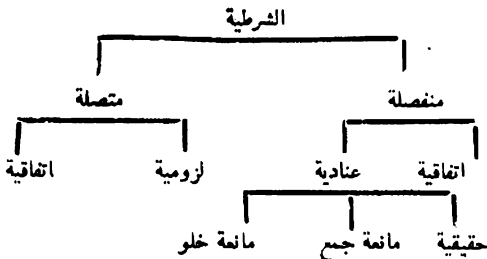 الشرطية
منفصلة متصلة
اتفاقية عنادية لزومية اتفاقية
حقيقية مانعة جمع مانعة خلو